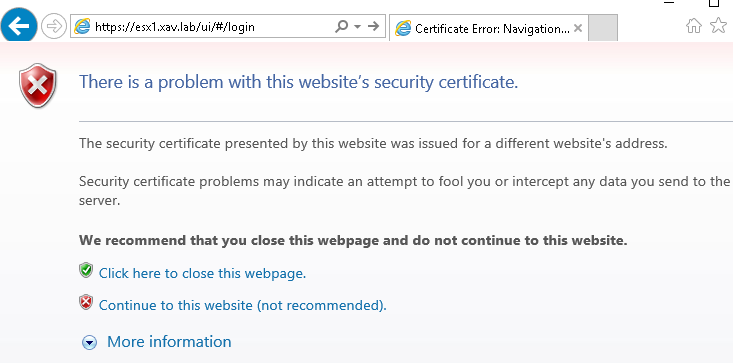 https://esx1.xav.lab/ui/#/login
Certificate Error: Navigation...
There is a problem with this website's security certificate.
The security certificate presented by this website was issued for a different website's address.
Security certificate problems may indicate an attempt to fool you or intercept any data you send to the
server.
We recommend that you close this webpage and do not continue to this website.
Click here to close this webpage.
Continue to this website (not recommended).
More information